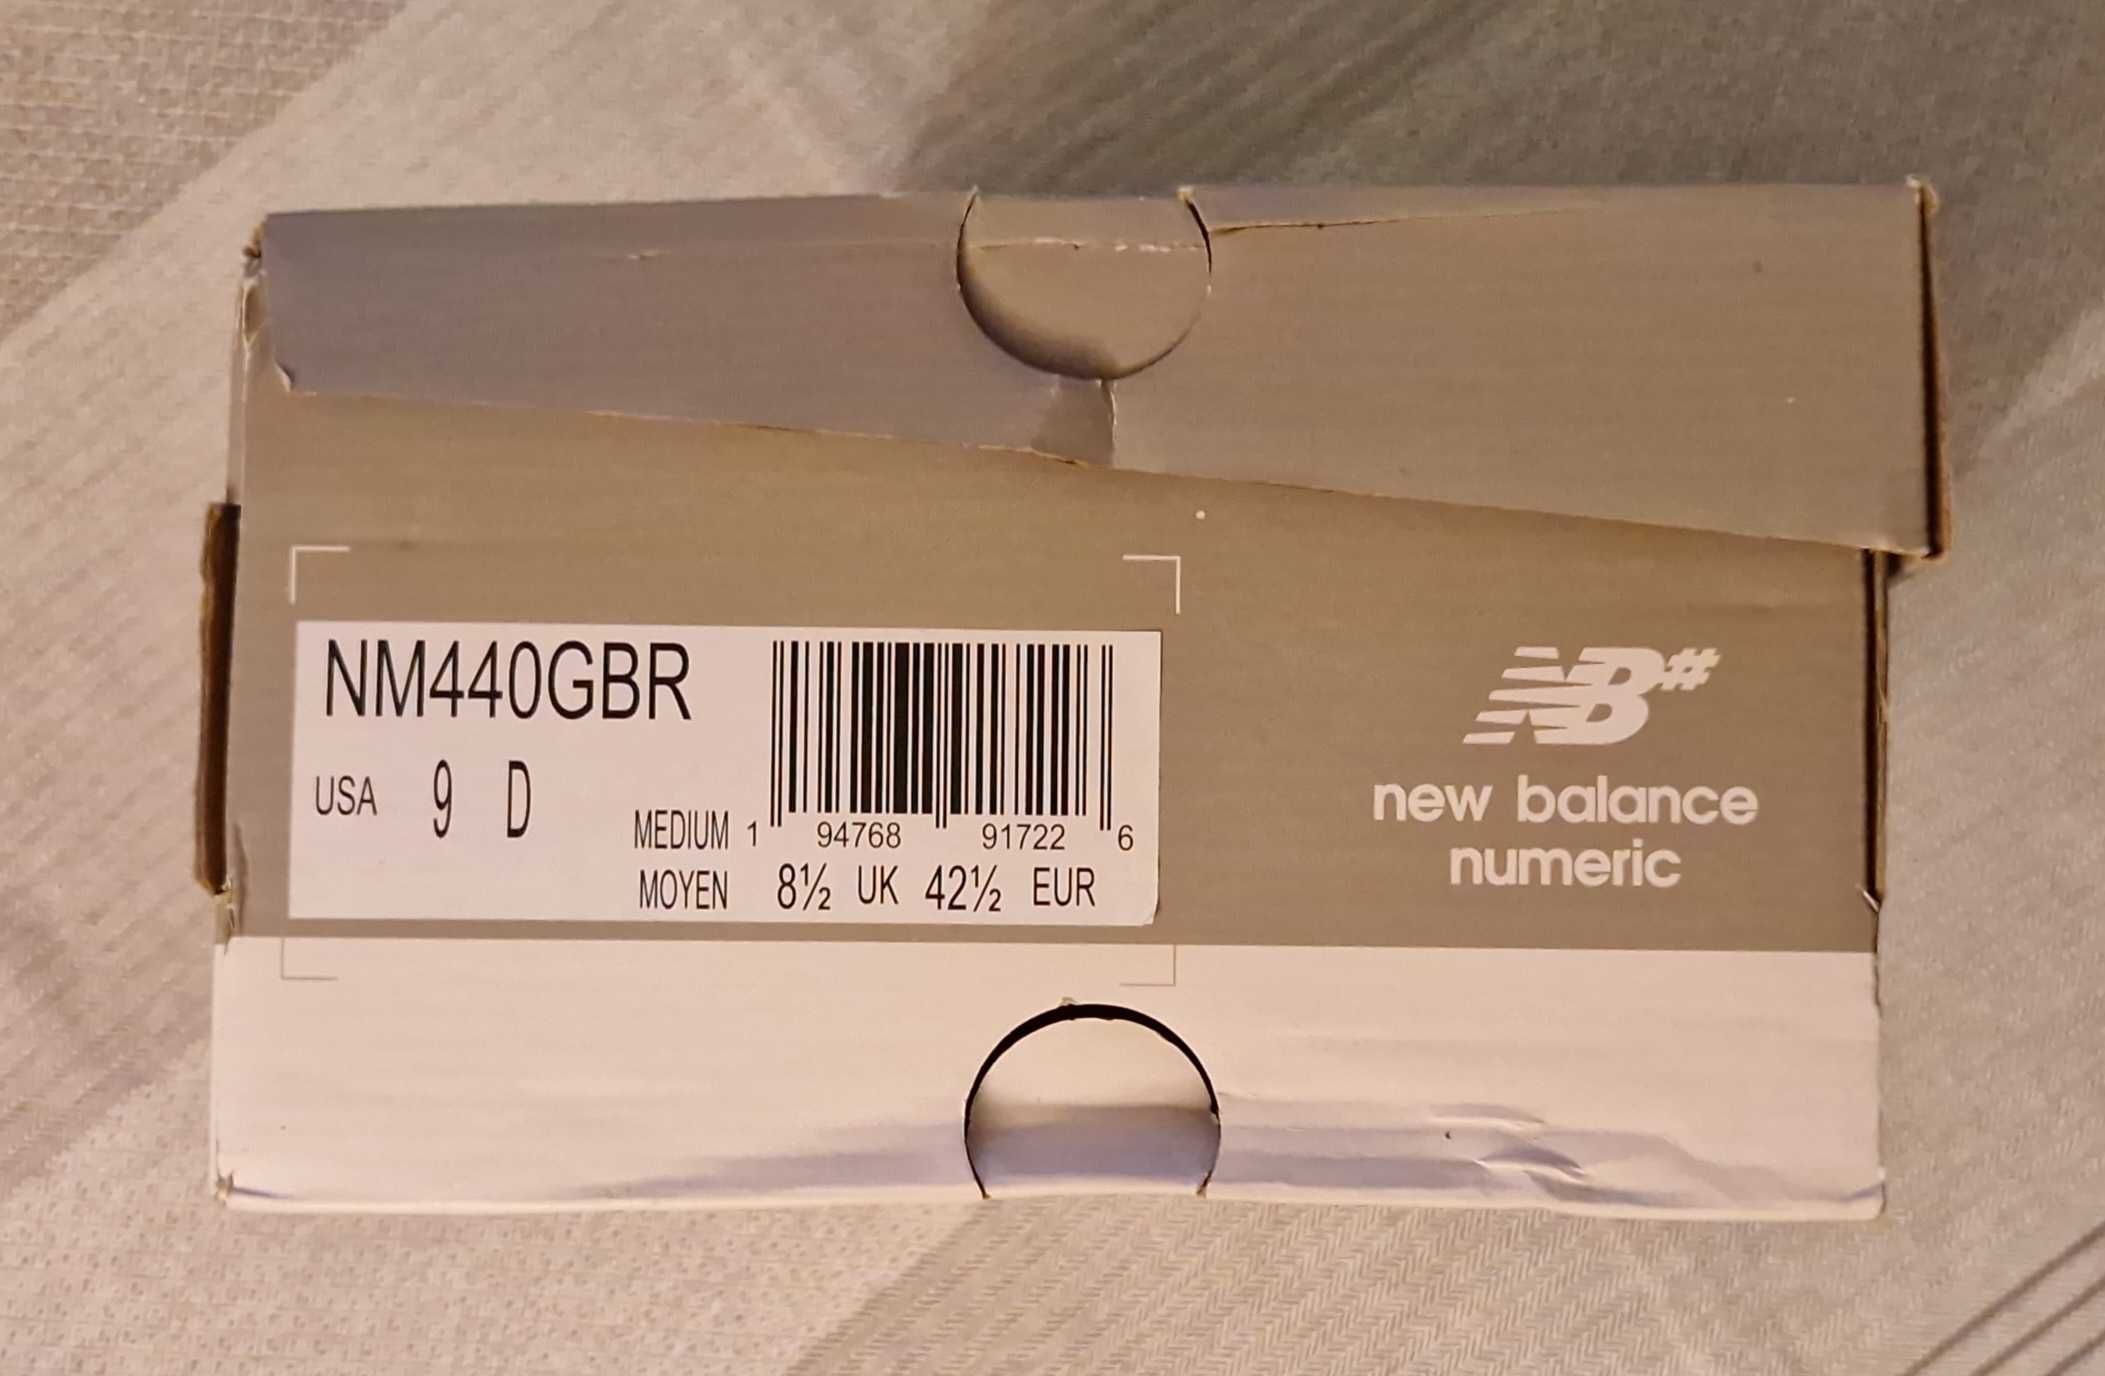 NM440GBR
USA 9 D
MEDIUM 1 94768 91722 6
MOYEN 8½ UK 42½ EUR
NB#
new balance
numeric